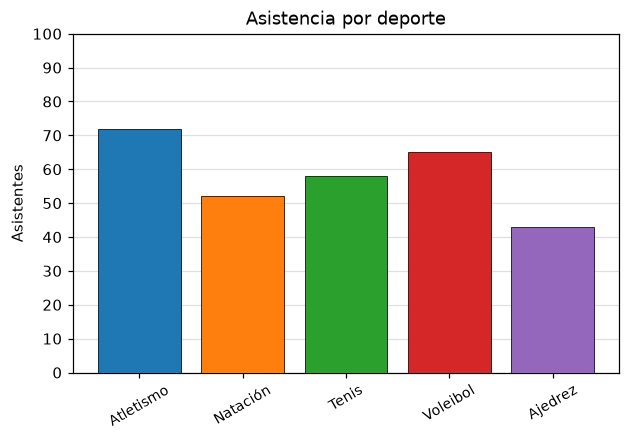 Asistencia por deporte
Asistentes
100
90
80
70
60
50
40
30
20
10
0
Atletismo
Natación
Tenis
Voleibol
Ajedrez